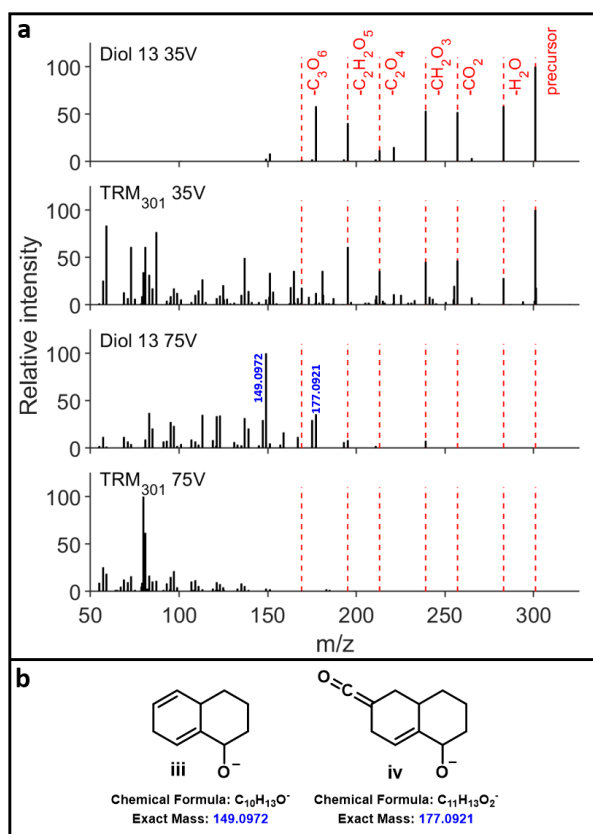 a
Diol 13 35V
-C₃O₆
-C₂H₂O₅
-C₂O₄
-CH₂O₃
-CO₂
-H₂O
precursor
100
50
0
TRM₃₀₁ 35V
100
50
0
Relative intensity
Diol 13 75V
149.0972
177.0921
100
50
0
TRM₃₀₁ 75V
100
50
0
50 100 150 200 250 300
m/z
b
O
C
O⁻
iii
Chemical Formula: C₁₀H₁₃O⁻
Exact Mass: 149.0972
O⁻
iv
Chemical Formula: C₁₁H₁₃O₂⁻
Exact Mass: 177.0921